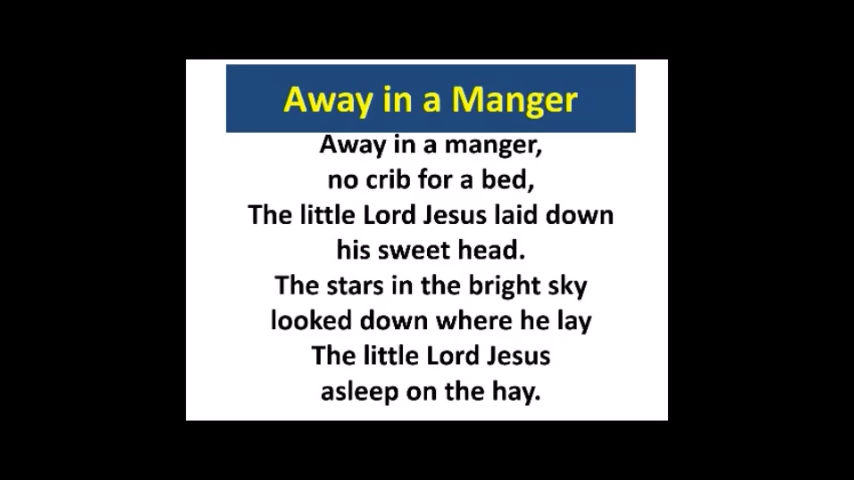 Away in a Manger
Away in a manger,
no crib for a bed,
The little Lord Jesus laid down
his sweet head.
The stars in the bright sky
looked down where he lay
The little Lord Jesus
asleep on the hay.